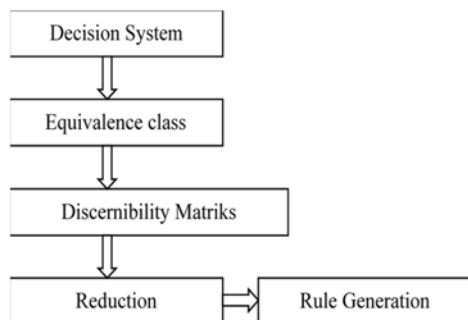 Decision System
Equivalence class
Discernibility Matriks
Reduction
Rule Generation